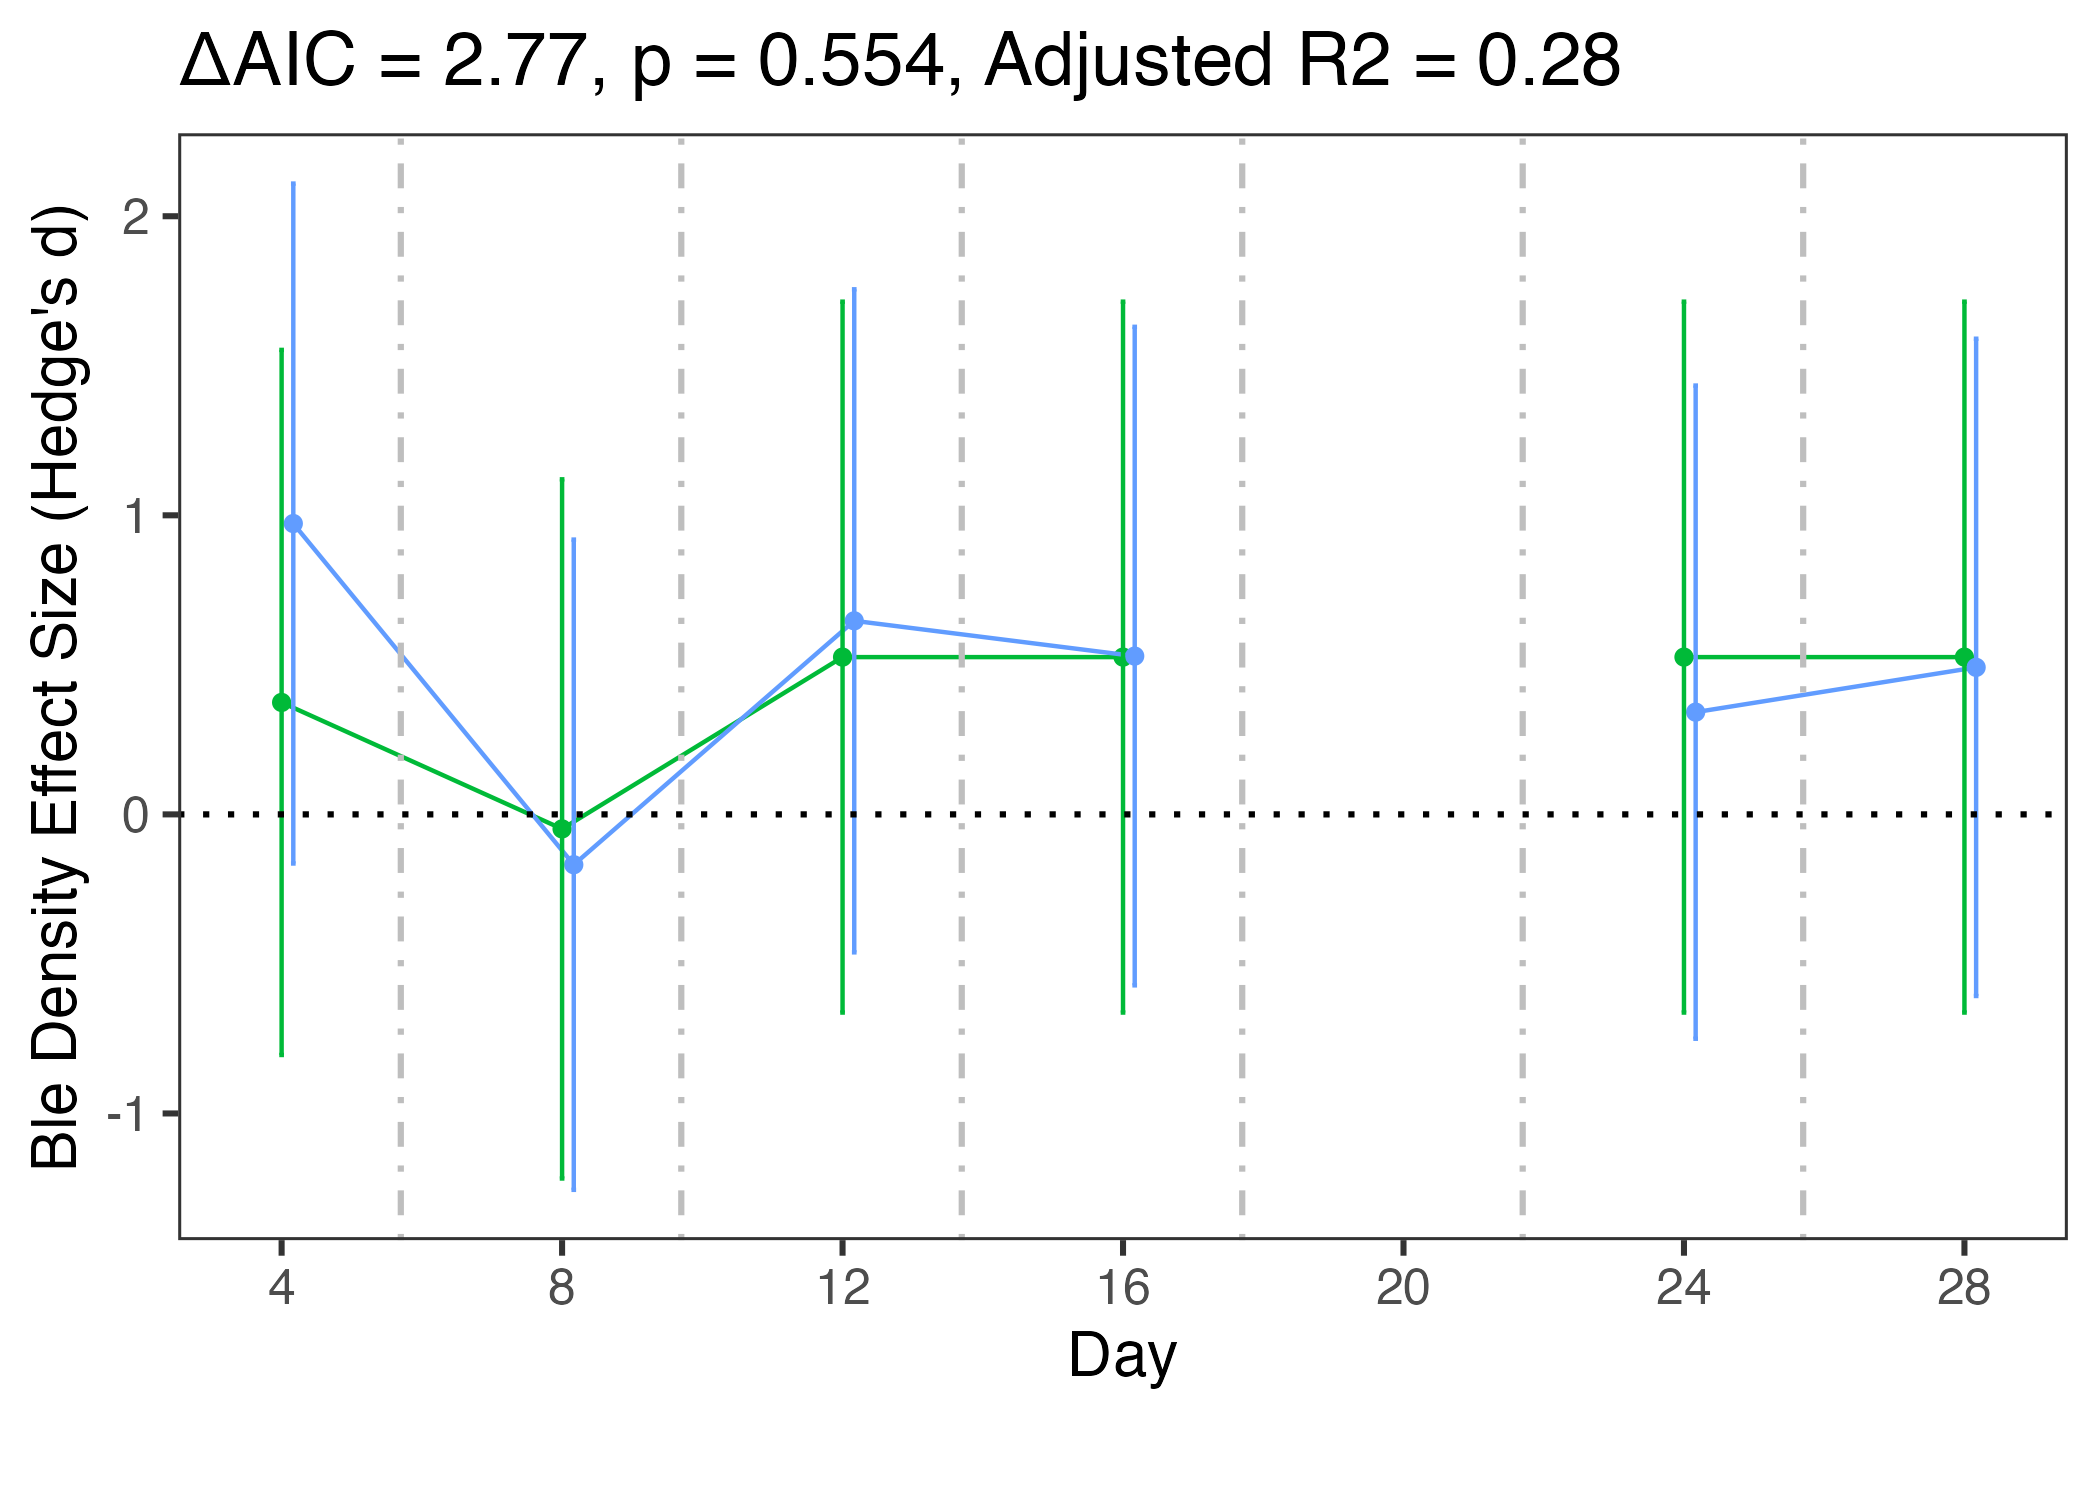 ΔAIC = 2.77, p = 0.554, Adjusted R2 = 0.28
Ble Density Effect Size (Hedge's d)
2
1
0
-1
4 8 12 16 20 24 28
Day